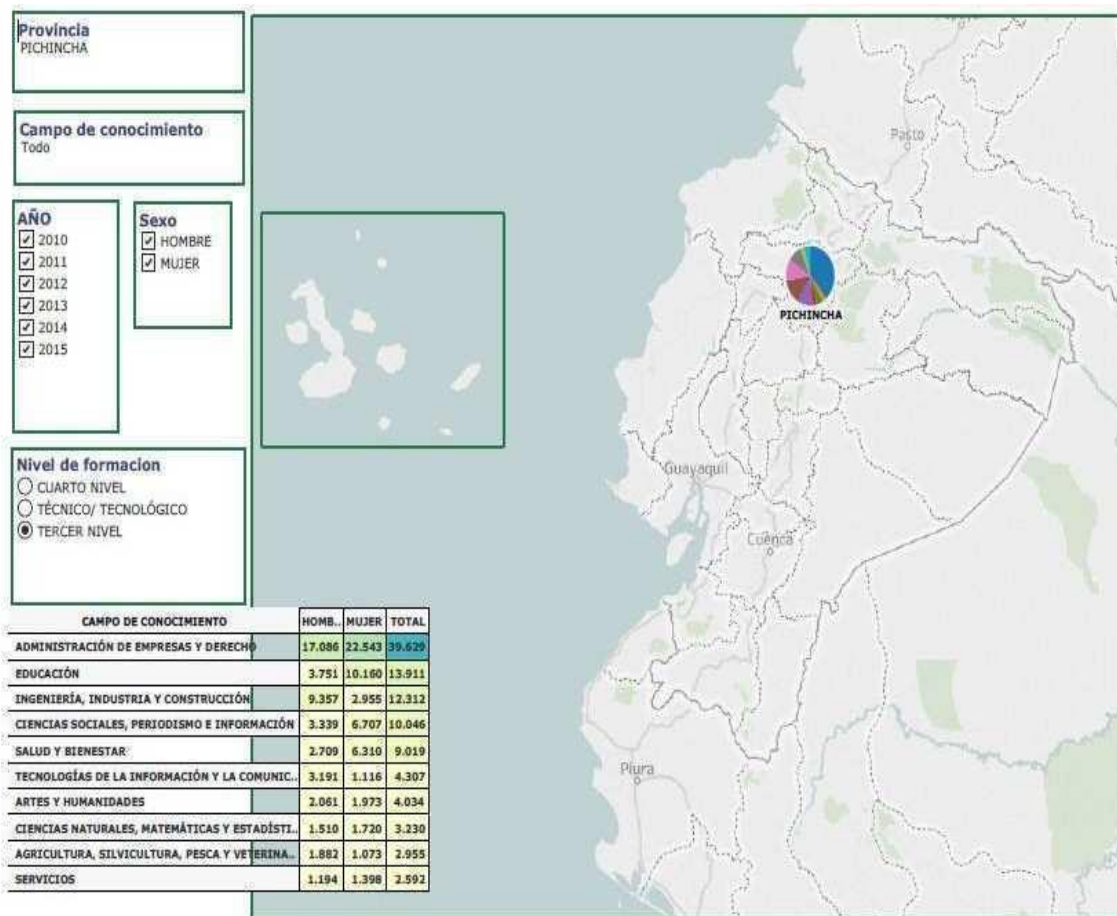 Provincia
PICHINCHA
Campo de conocimiento
Todo
AÑO
2010
2011
2012
2013
2014
2015
Sexo
HOMBRE
MUJER
Nivel de formacion
CUARTO NIVEL
TÉCNICO/ TECNOLÓGICO
TERCER NIVEL
Pasto
PICHINCHA
Guayaquil
Cuenca
Piura
CAMPO DE CONOCIMIENTO HOMB.. MUJER TOTAL
ADMINISTRACIÓN DE EMPRESAS Y DERECHO 17.086 22.543 39.629
EDUCACIÓN 3.751 10.160 13.911
INGENIERÍA, INDUSTRIA Y CONSTRUCCIÓN 9.357 2.955 12.312
CIENCIAS SOCIALES, PERIODISMO E INFORMACIÓN 3.339 6.707 10.046
SALUD Y BIENESTAR 2.709 6.310 9.019
TECNOLOGÍAS DE LA INFORMACIÓN Y LA COMUNIC.. 3.191 1.116 4.307
ARTES Y HUMANIDADES 2.061 1.973 4.034
CIENCIAS NATURALES, MATEMÁTICAS Y ESTADÍSTI.. 1.510 1.720 3.230
AGRICULTURA, SILVICULTURA, PESCA Y VETERINA.. 1.882 1.073 2.955
SERVICIOS 1.194 1.398 2.592